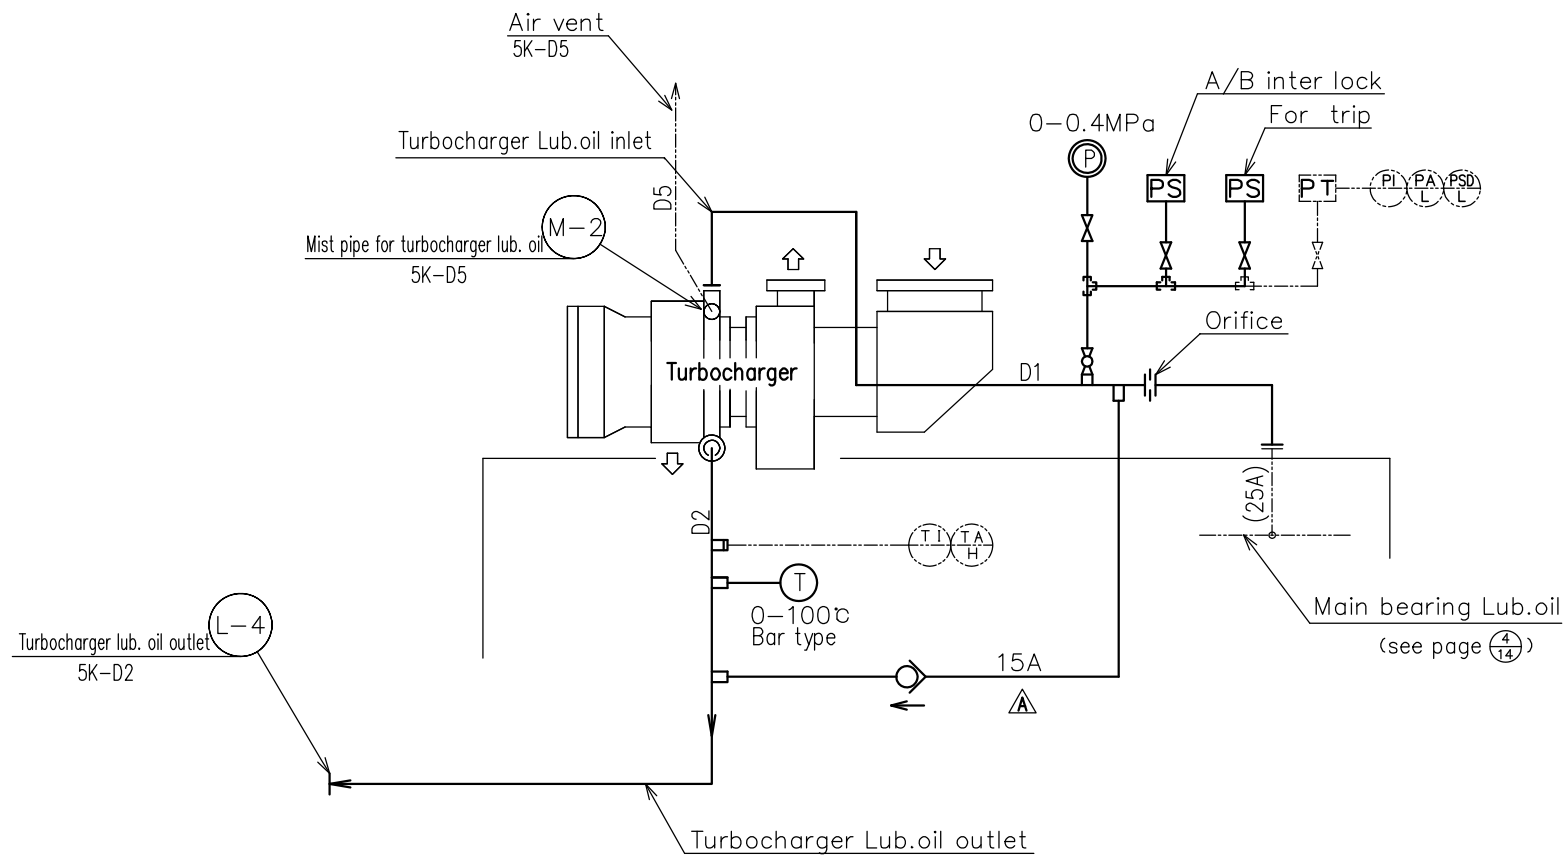 Air vent
5K-D5
A/B inter lock
For trip
0-0.4MPa
P
Turbocharger Lub.oil inlet
PS
PS
PT
PI
PA
L
PSD
L
D5
M-2
Mist pipe for turbocharger lub. oil
5K-D5
Orifice
Turbocharger
D1
(25A)
D2
TI
TA
H
T
0-100℃
Bar type
Main bearing Lub.oil
(see page 4/14)
L-4
Turbocharger lub. oil outlet
5K-D2
15A
A
Turbocharger Lub.oil outlet